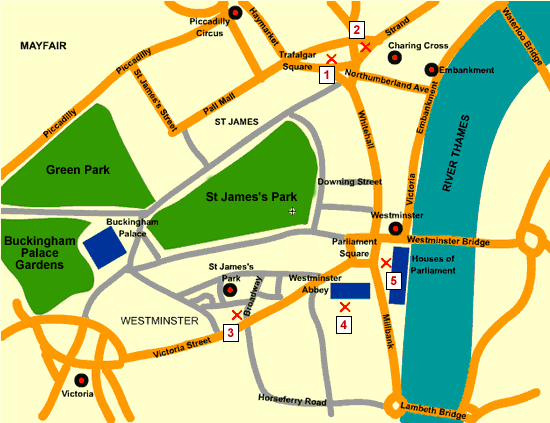 Piccadilly
Circus
Haymarket
2
Strand
Waterloo Bridge
MAYFAIR
Charing Cross
Trafalgar
Square
1
Piccadilly
St James's Street
Embankment
Northumberland Ave
Pall Mall
Embankment
Piccadilly
ST JAMES
Whitehall
RIVER THAMES
Green Park
St James's Park
Downing Street
Victoria
Buckingham
Palace
Westminster
Buckingham
Palace
Gardens
Parliament
Square
Westminster Bridge
St James's
Park
Houses of
Parliament
Westminster
Abbey
5
Broadway
WESTMINSTER
3
4
Victoria Street
Millbank
Victoria
Horseferry Road
Lambeth Bridge